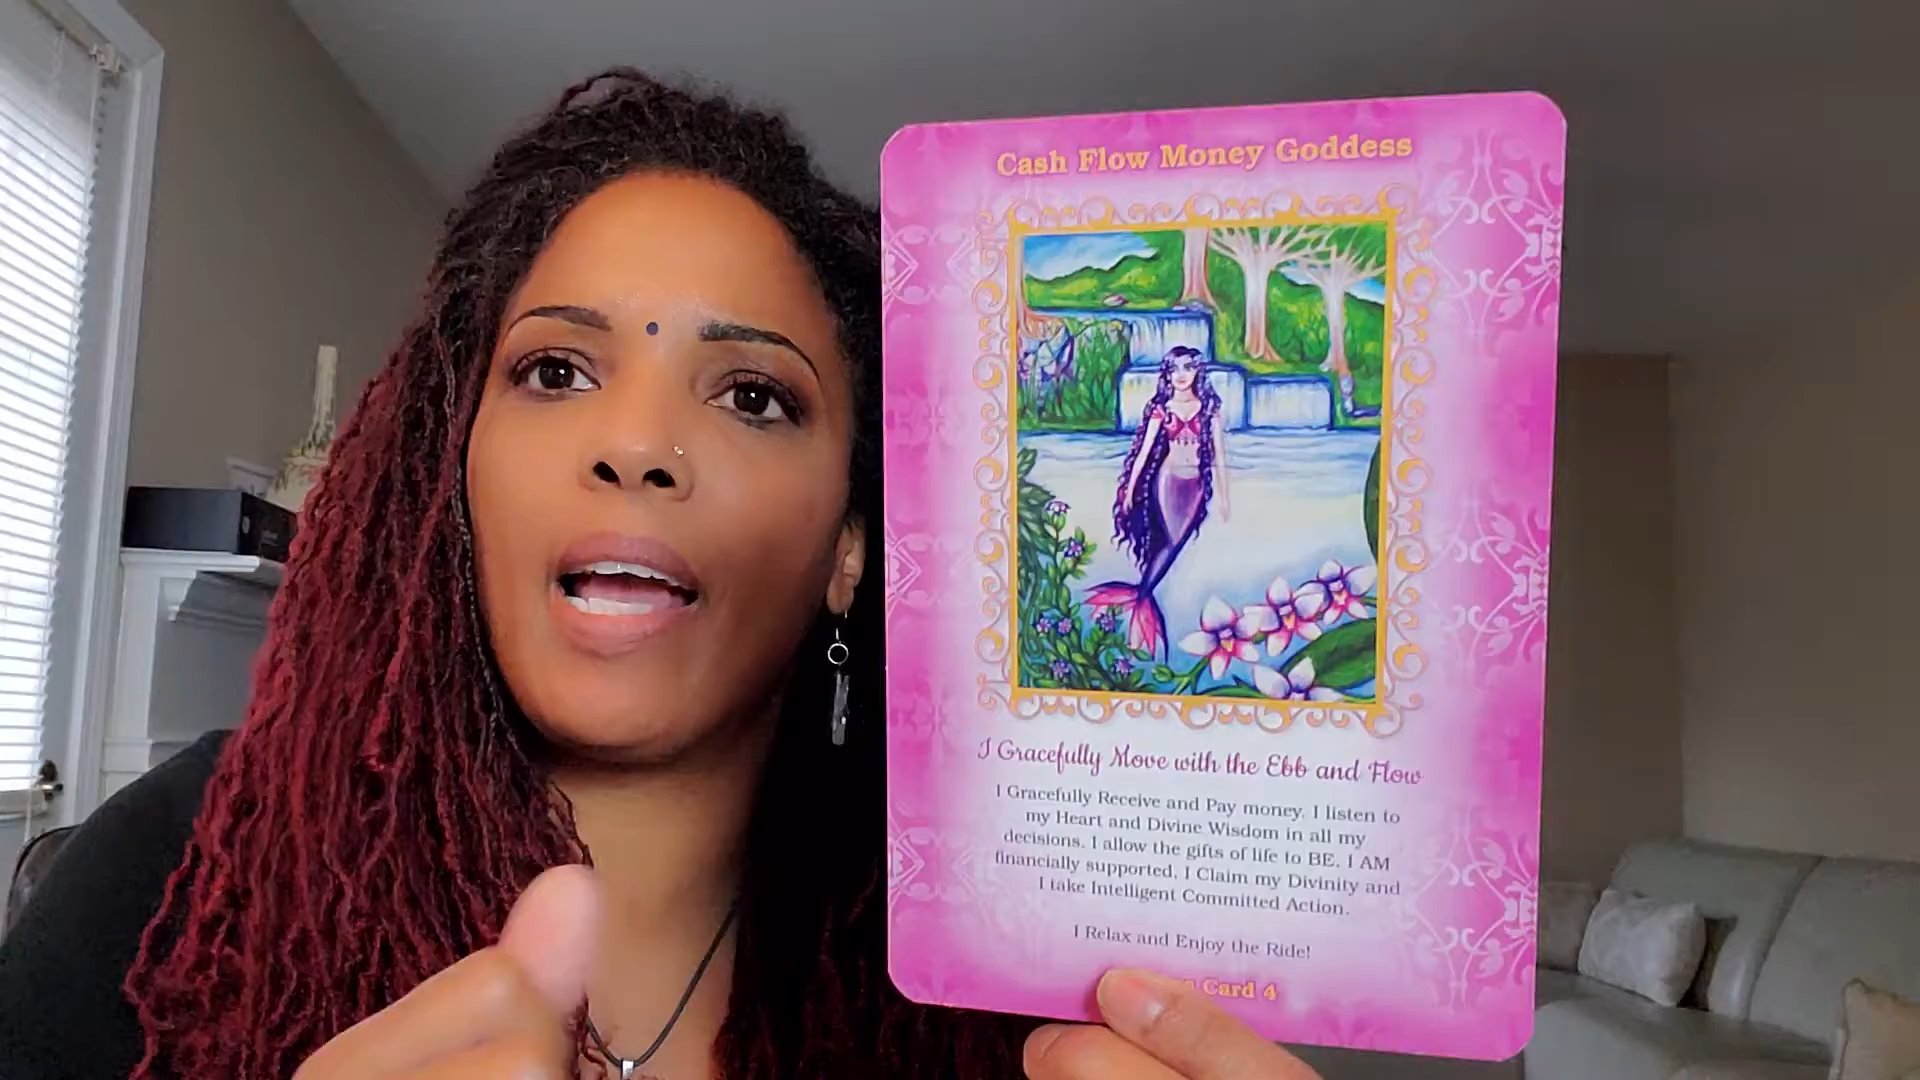 Cash Flow Money Goddess
I Gracefully Move with the Ebb and Flow
I Gracefully Receive and Pay money. I listen to
my Heart and Divine Wisdom in all my
decisions. I allow the gifts of life to BE. I AM
financially supported. I Claim my Divinity and
I take Intelligent Committed Action.
I Relax and Enjoy the Ride!
Card 4